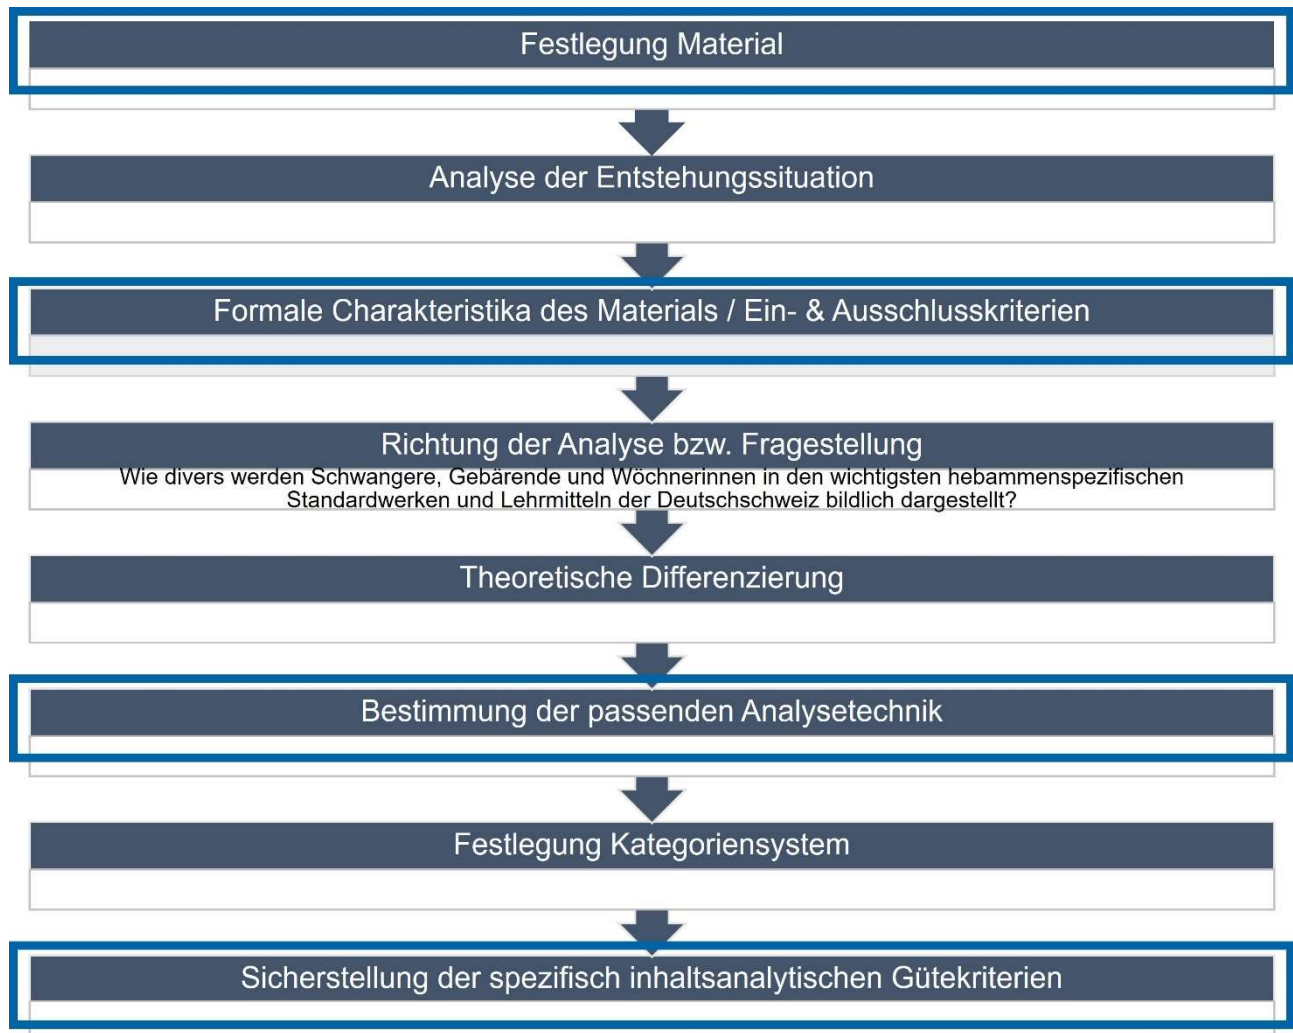 Festlegung Material
Analyse der Entstehungssituation
Formale Charakteristika des Materials / Ein- & Ausschlusskriterien
Richtung der Analyse bzw. Fragestellung
Wie divers werden Schwangere, Gebärende und Wöchnerinnen in den wichtigsten hebammenspezifischen
Standardwerken und Lehrmitteln der Deutschschweiz bildlich dargestellt?
Theoretische Differenzierung
Bestimmung der passenden Analysetechnik
Festlegung Kategoriensystem
Sicherstellung der spezifisch inhaltsanalytischen Gütekriterien